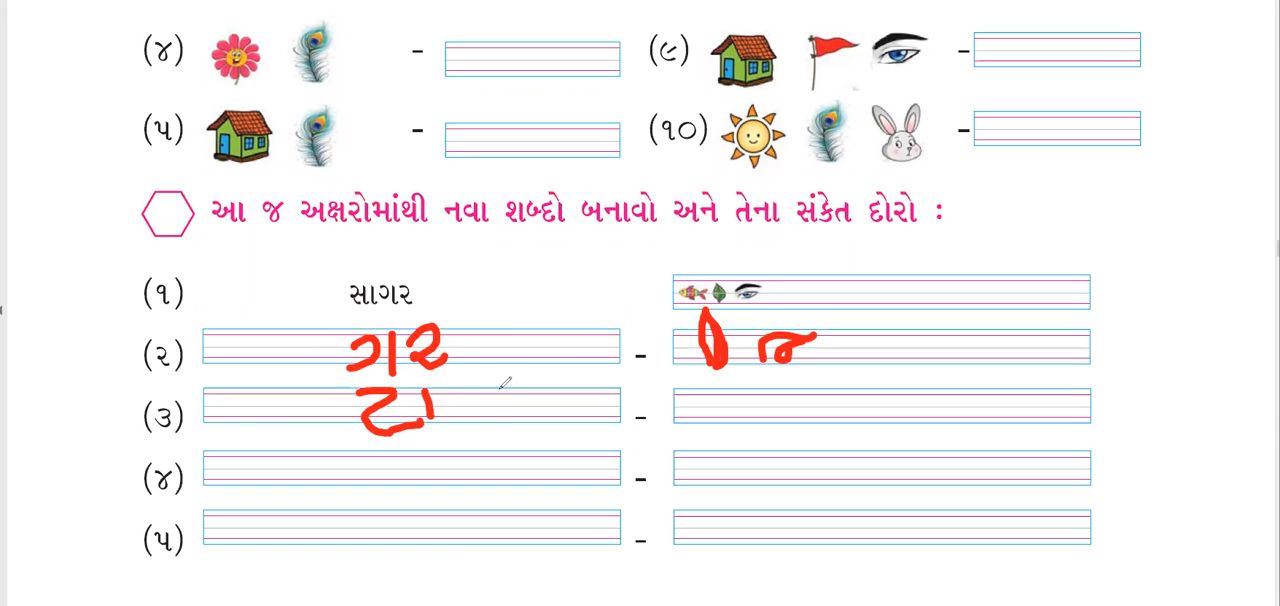 (૪) - (૯) -
(૫) - (૧૦) -
આ જ અક્ષરોમાંથી નવા શબ્દો બનાવો અને તેના સંકેત દોરો :
(૧) સાગર
(૨) ગર -
(૩) ટા -
(૪) -
(૫) -